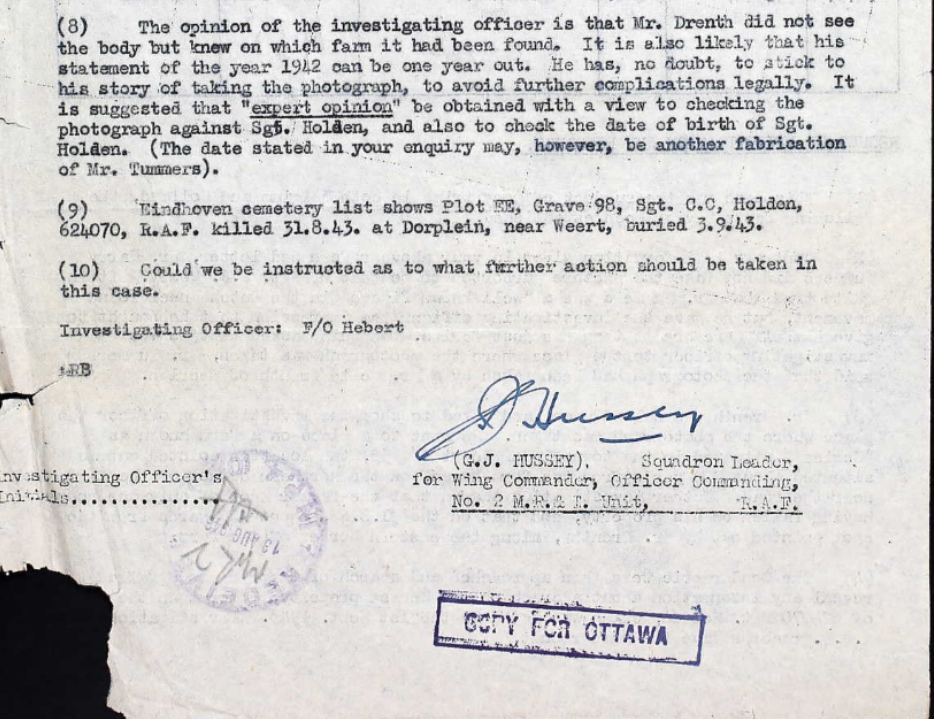 (8) The opinion of the investigating officer is that Mr. Drenth did not see
the body but knew on which farm it had been found. It is also likely that his
statement of the year 1942 can be one year out. He has, no doubt, to stick to
his story of taking the photograph, to avoid further complications legally. It
is suggested that "expert opinion" be obtained with a view to checking the
photograph against Sgt. Holden, and also to check the date of birth of Sgt.
Holden. (The date stated in your enquiry may, however, be another fabrication
of Mr. Tummers).
(9) Eindhoven cemetery list shows Plot EE, Grave 98, Sgt. C.C, Holden,
624070, R.A.F. killed 31.8.43. at Dorplein, near Weert, buried 3.9.43.
(10) Could we be instructed as to what further action should be taken in
this case.
Investigating Officer: F/O Hebert
Hussey
(G.J. HUSSEY), Squadron Leader,
for Wing Commander, Officer Commanding,
No. 2 M.R.& E. Unit, R.A.F.
Investigating Officer's
Initials..................
COPY FOR OTTAWA